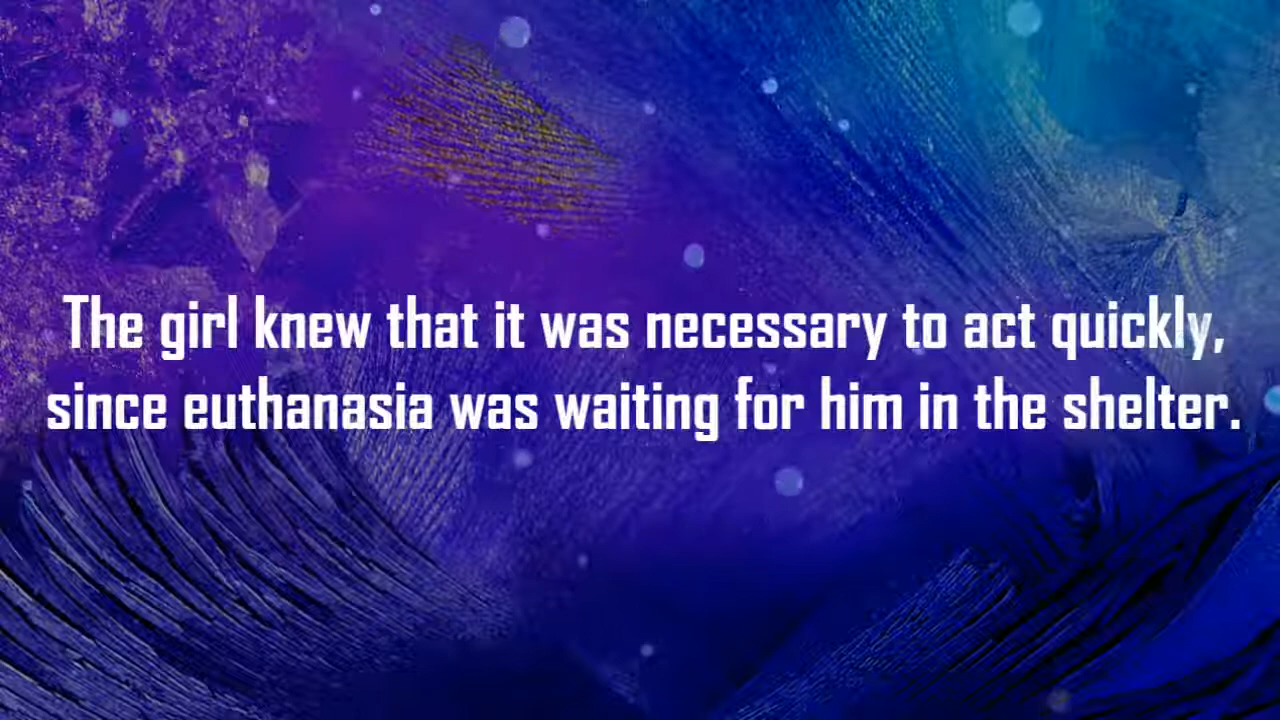 The girl knew that it was necessary to act quickly,
since euthanasia was waiting for him in the shelter.